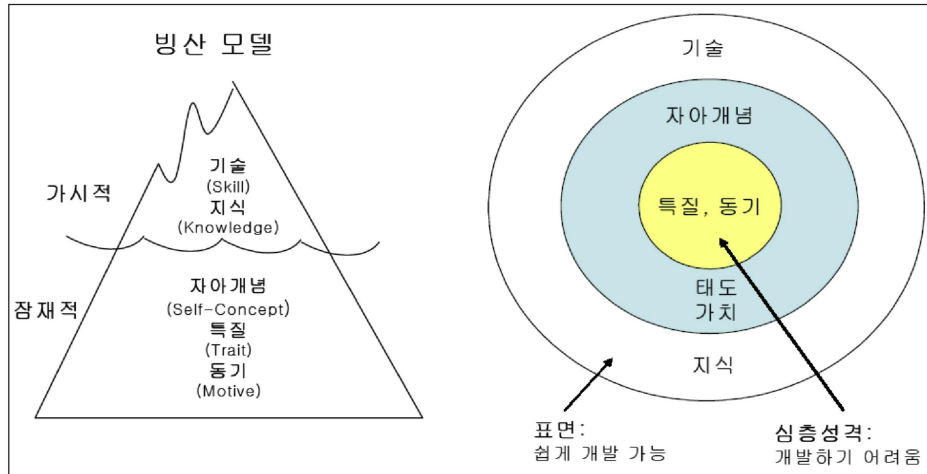 빙산 모델
가시적
기술
(Skill)
지식
(Knowledge)
잠재적
자아개념
(Self-Concept)
특질
(Trait)
동기
(Motive)
기술
자아개념
특질, 동기
태도
가치
지식
표면:
쉽게 개발 가능
심층성격:
개발하기 어려움